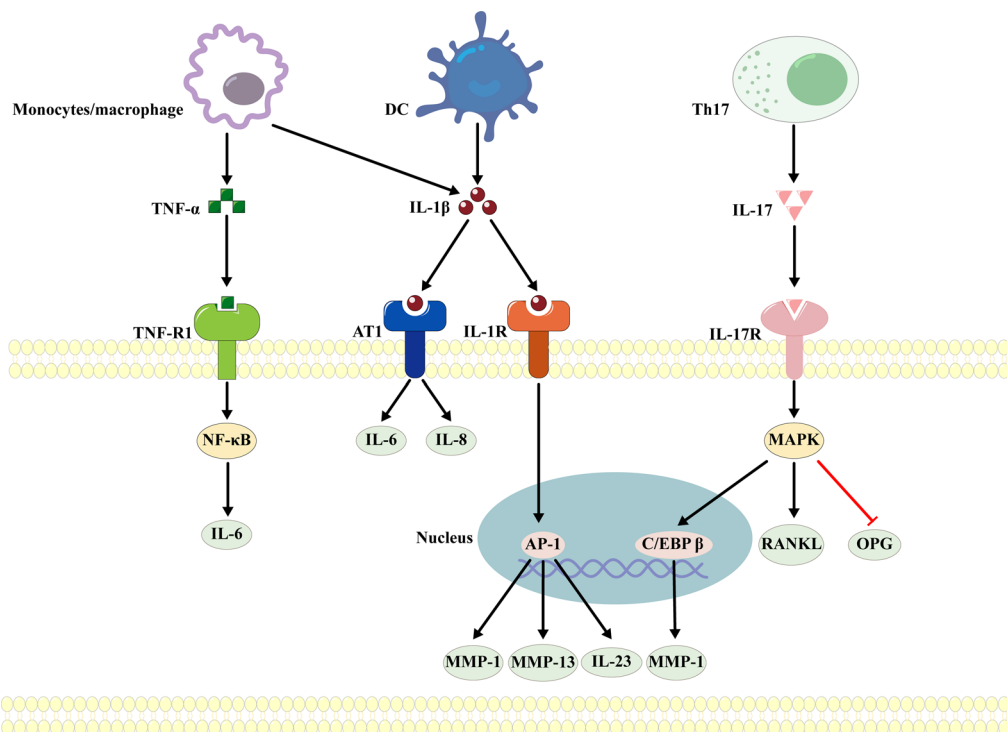 Monocytes/macrophage
DC
Th17
TNF-α
IL-1β
IL-17
TNF-R1
AT1
IL-1R
IL-17R
NF-κB
IL-6
IL-8
MAPK
IL-6
Nucleus
AP-1
C/EBP β
RANKL
OPG
MMP-1
MMP-13
IL-23
MMP-1